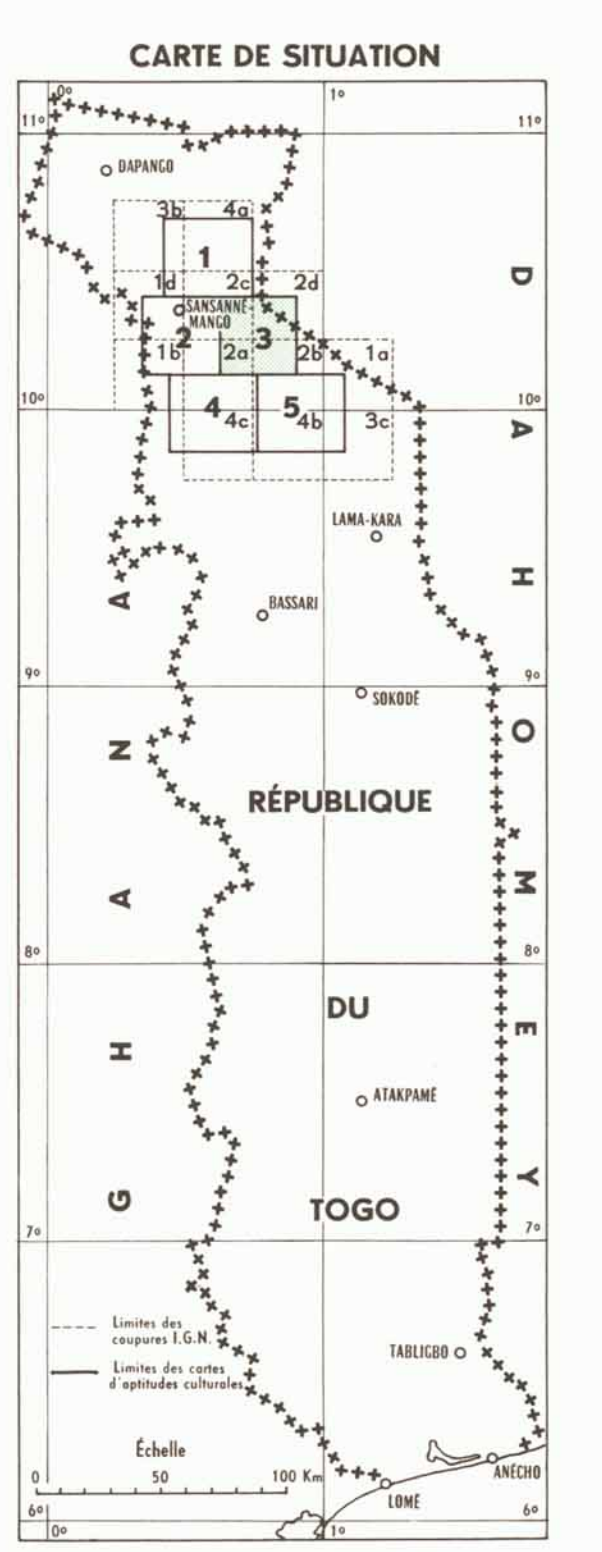 CARTE DE SITUATION
0° 1°
11° 11°
DAPANGO
3b 4a
1
1d 2c 2d
SANSANNÉ
MANGO
2 3
1b 2a 2b 1a
D
10° 10°
4 5
4c 4b 3c
A
LAMA-KARA
H
A
BASSARI
9° 9°
SOKODÉ
O
N
RÉPUBLIQUE
M
A
8° 8°
DU
E
H
ATAKPAMÉ
Y
G
TOGO
7° 7°
Limites des
coupures I.G.N.
TABLIGBO
Limites des cartes
d'aptitudes culturales
Échelle
0 50 100 Km
ANÉCHO
LOMÉ
6° 6°
0° 1°